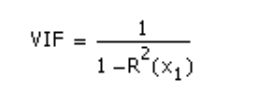 VIF = 1 / 1 – R²(x₁)